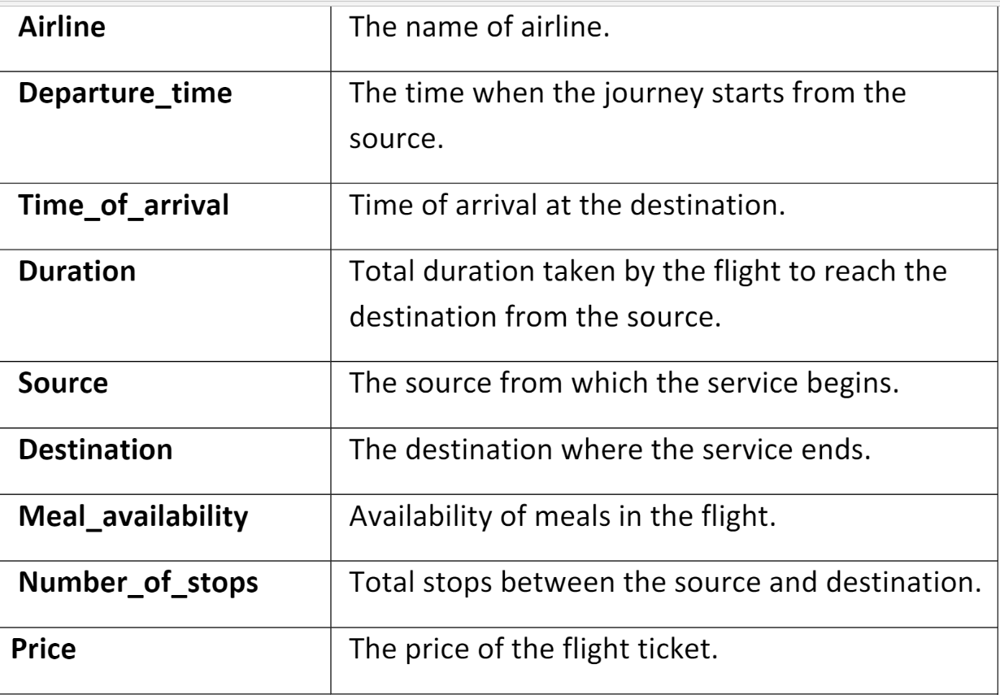 Airline
The name of airline.
Departure_time
The time when the journey starts from the
source.
Time_of_arrival
Time of arrival at the destination.
Duration
Total duration taken by the flight to reach the
destination from the source.
Source
The source from which the service begins.
Destination
The destination where the service ends.
Meal_availability
Availability of meals in the flight.
Number_of_stops
Total stops between the source and destination.
Price
The price of the flight ticket.